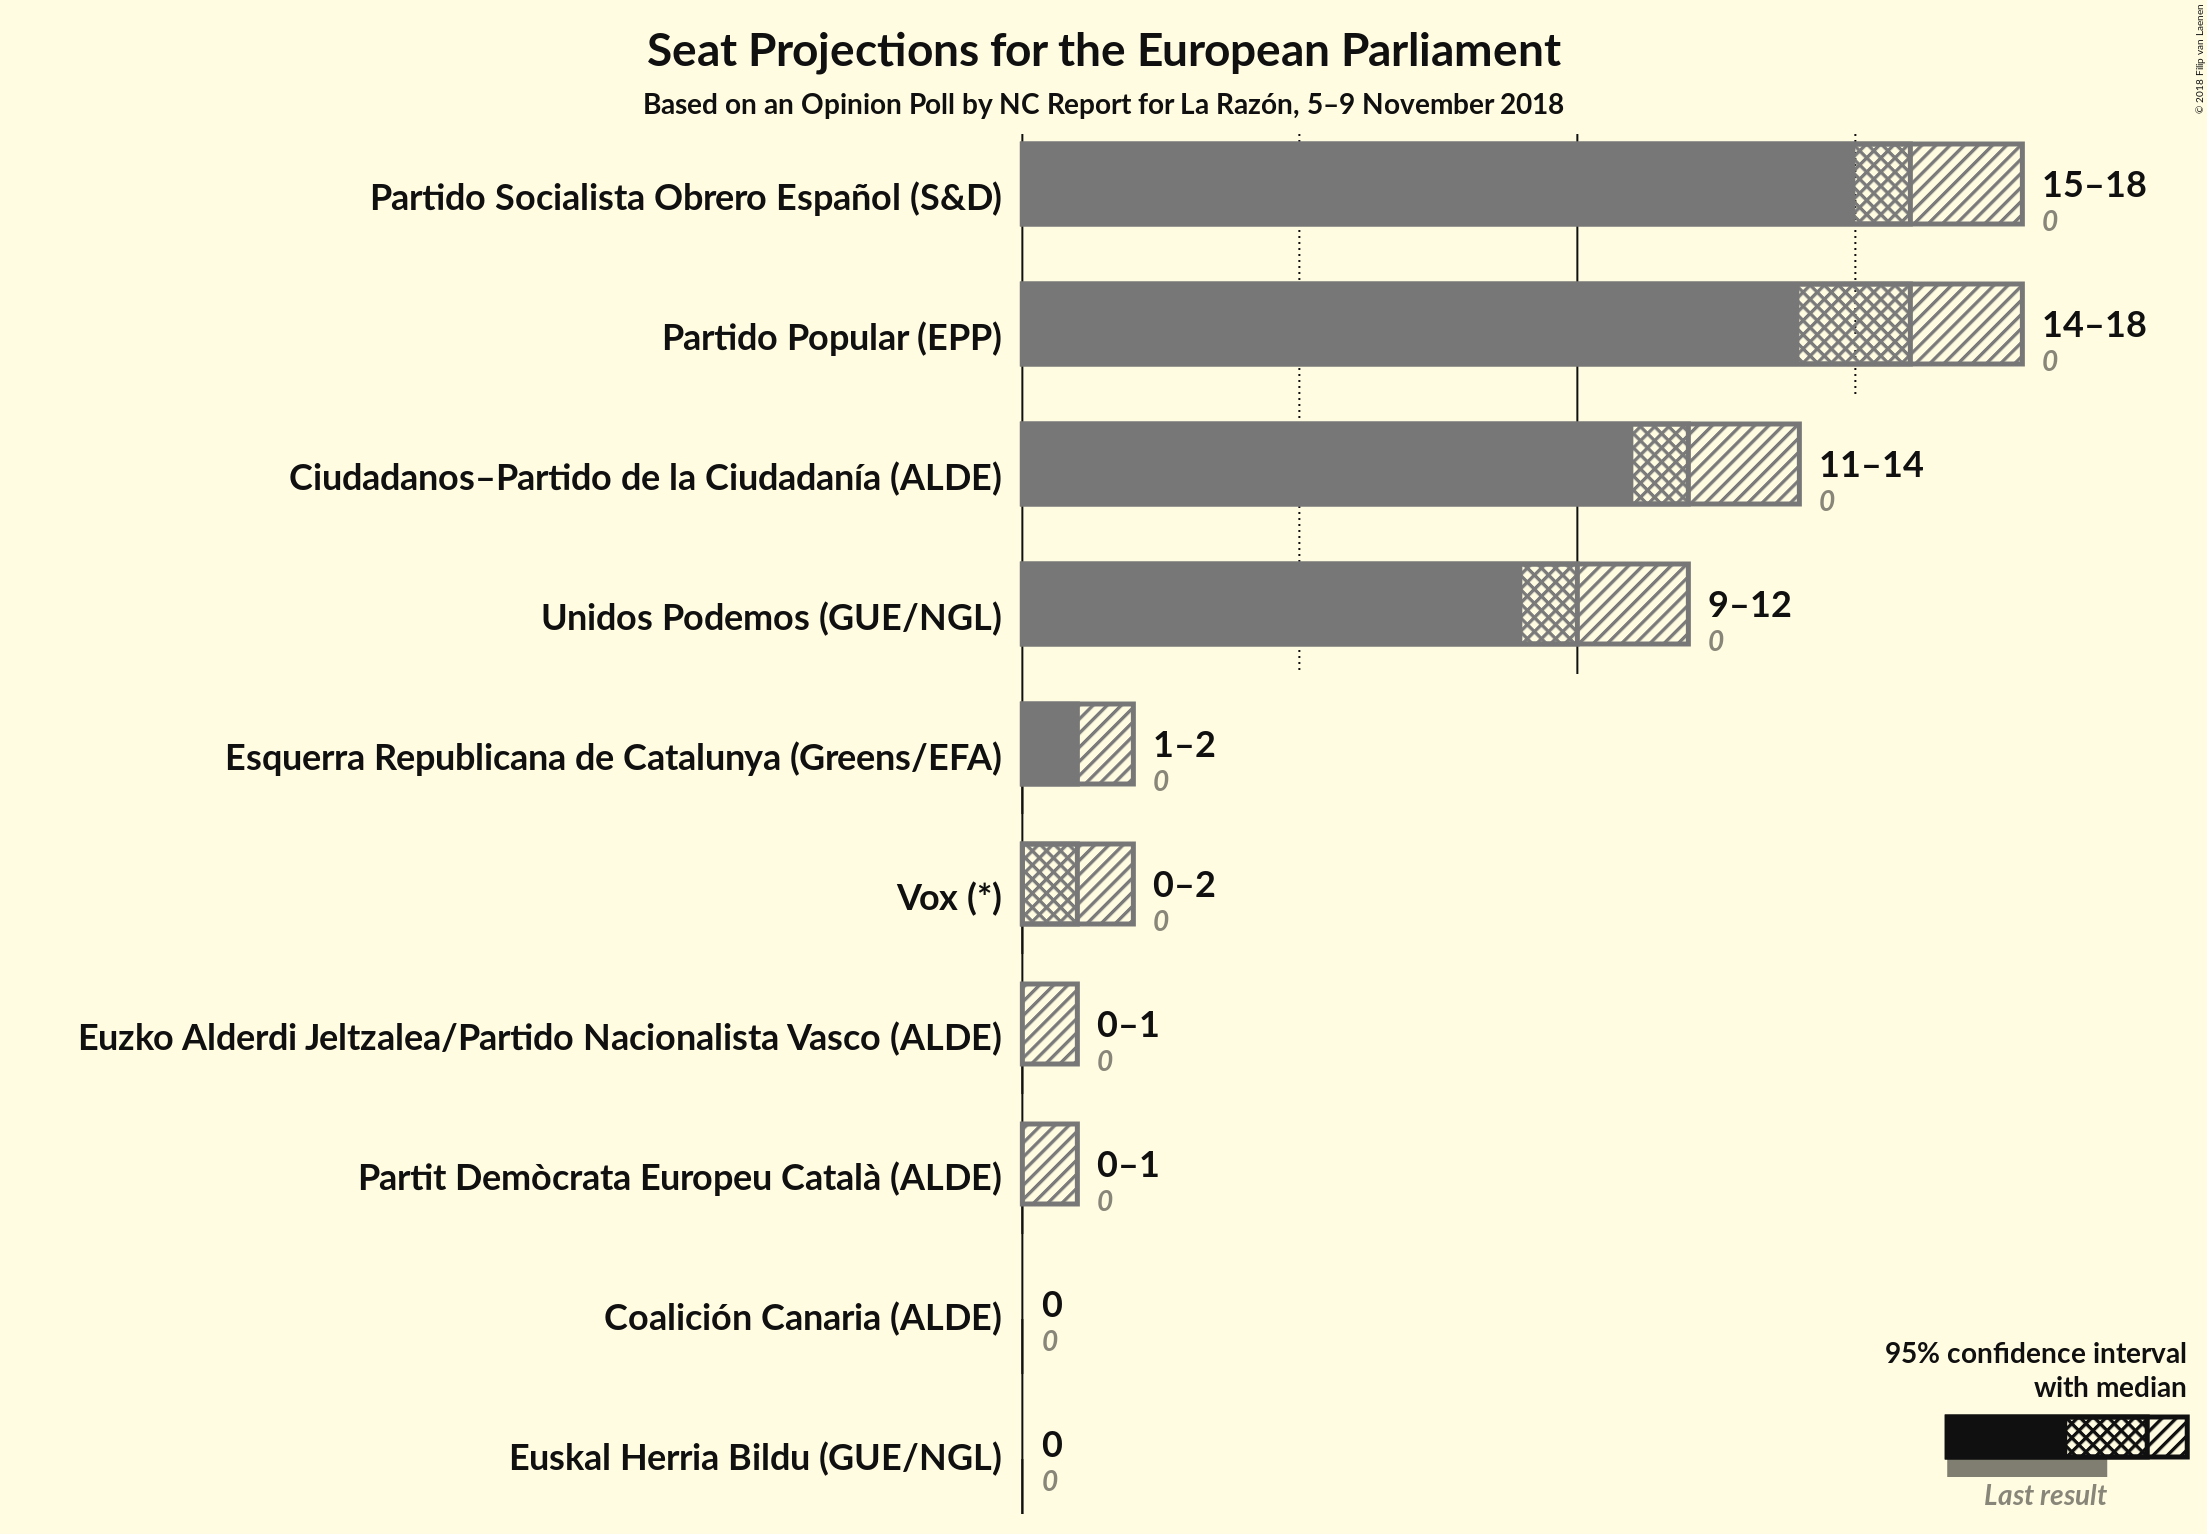 Seat Projections for the European Parliament
Based on an Opinion Poll by NC Report for La Razón, 5–9 November 2018
© 2018 Filip van Laenen
Partido Socialista Obrero Español (S&D)
15–18
0
Partido Popular (EPP)
14–18
0
Ciudadanos–Partido de la Ciudadanía (ALDE)
11–14
0
Unidos Podemos (GUE/NGL)
9–12
0
Esquerra Republicana de Catalunya (Greens/EFA)
1–2
0
Vox (*)
0–2
0
Euzko Alderdi Jeltzalea/Partido Nacionalista Vasco (ALDE)
0–1
0
Partit Demòcrata Europeu Català (ALDE)
0–1
0
Coalición Canaria (ALDE)
0
0
Euskal Herria Bildu (GUE/NGL)
0
0
95% confidence interval
with median
Last result